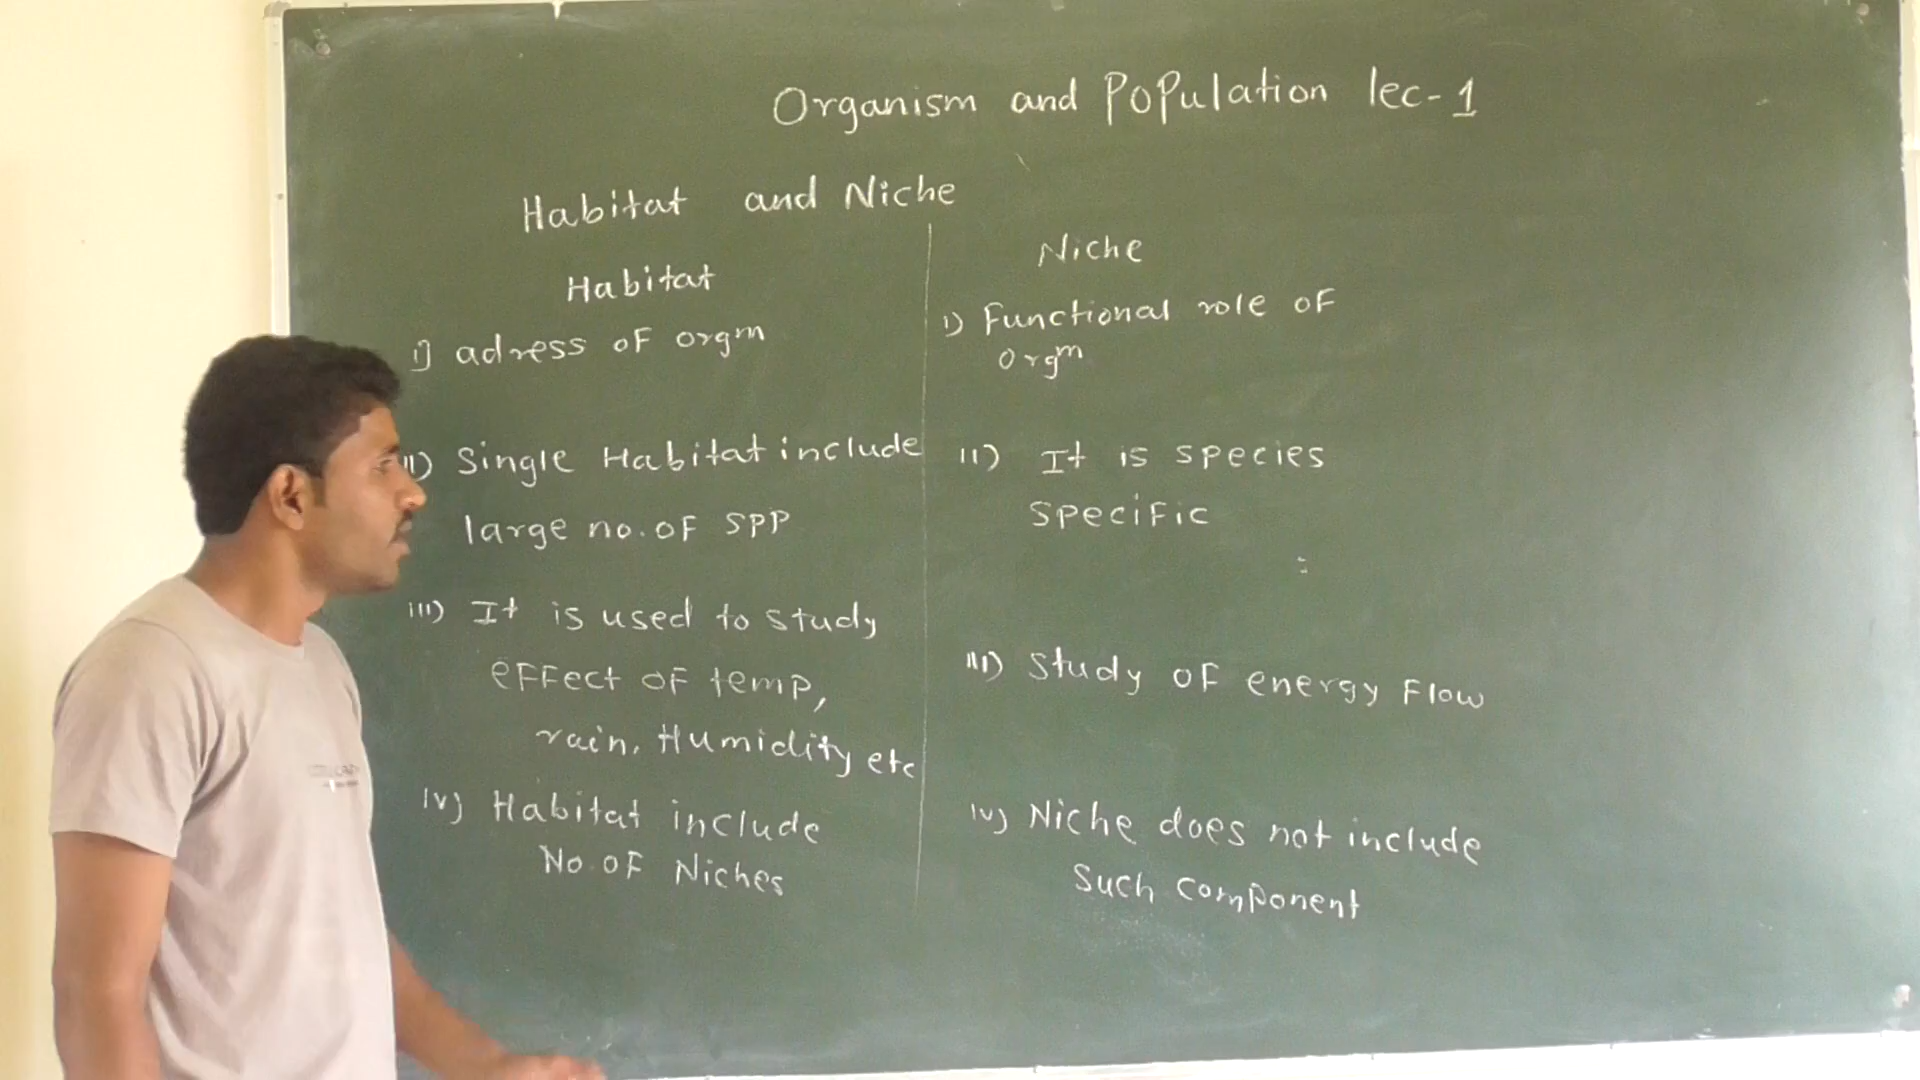 Organism and Population lec-1
Habitat and Niche
Habitat
i) adress of orgm
ii) Single Habitat include
large no. of spp
iii) It is used to study
effect of temp,
rain, Humidity etc
iv) Habitat include
No. of Niches
Niche
i) Functional role of
orgm
ii) It is species
specific
iii) Study of energy flow
iv) Niche does not include
such component